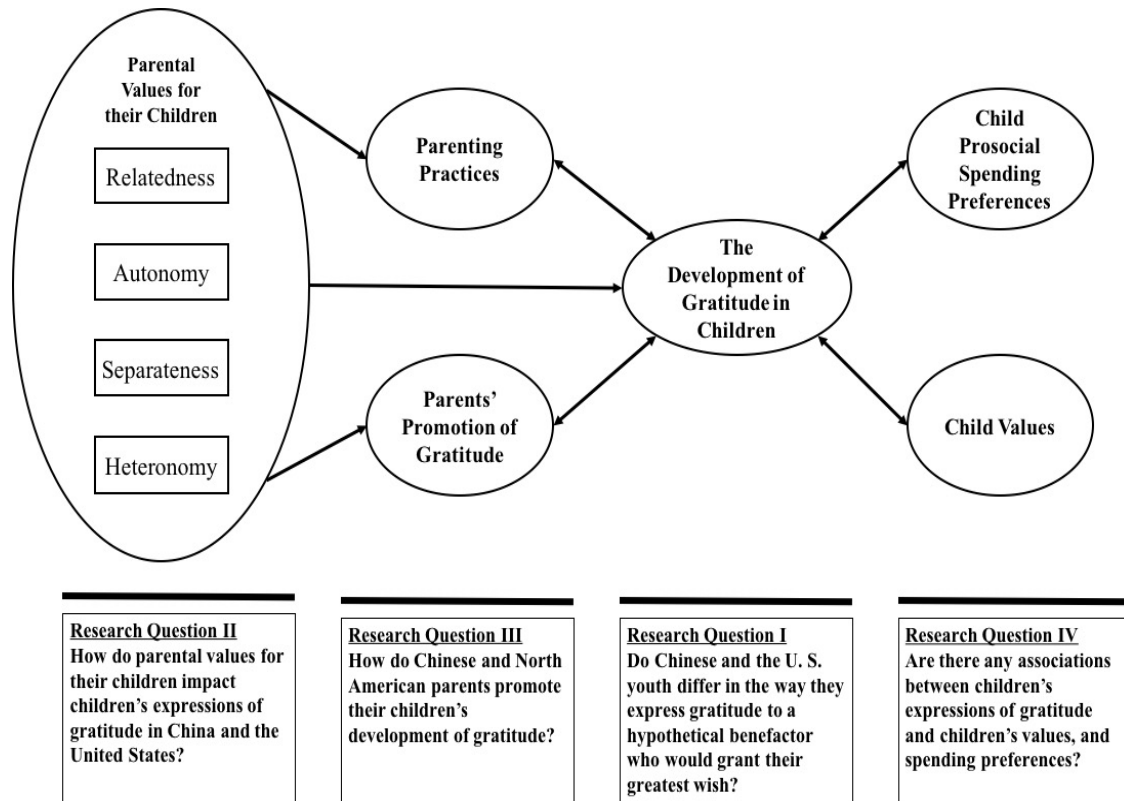 Parental
Values for
their Children
Relatedness
Autonomy
Separateness
Heteronomy
Parenting
Practices
Parents’
Promotion of
Gratitude
The
Development of
Gratitude in
Children
Child
Prosocial
Spending
Preferences
Child Values
Research Question II
How do parental values for
their children impact
children’s expressions of
gratitude in China and the
United States?
Research Question III
How do Chinese and North
American parents promote
their children’s
development of gratitude?
Research Question I
Do Chinese and the U. S.
youth differ in the way they
express gratitude to a
hypothetical benefactor
who would grant their
greatest wish?
Research Question IV
Are there any associations
between children’s
expressions of gratitude
and children’s values, and
spending preferences?